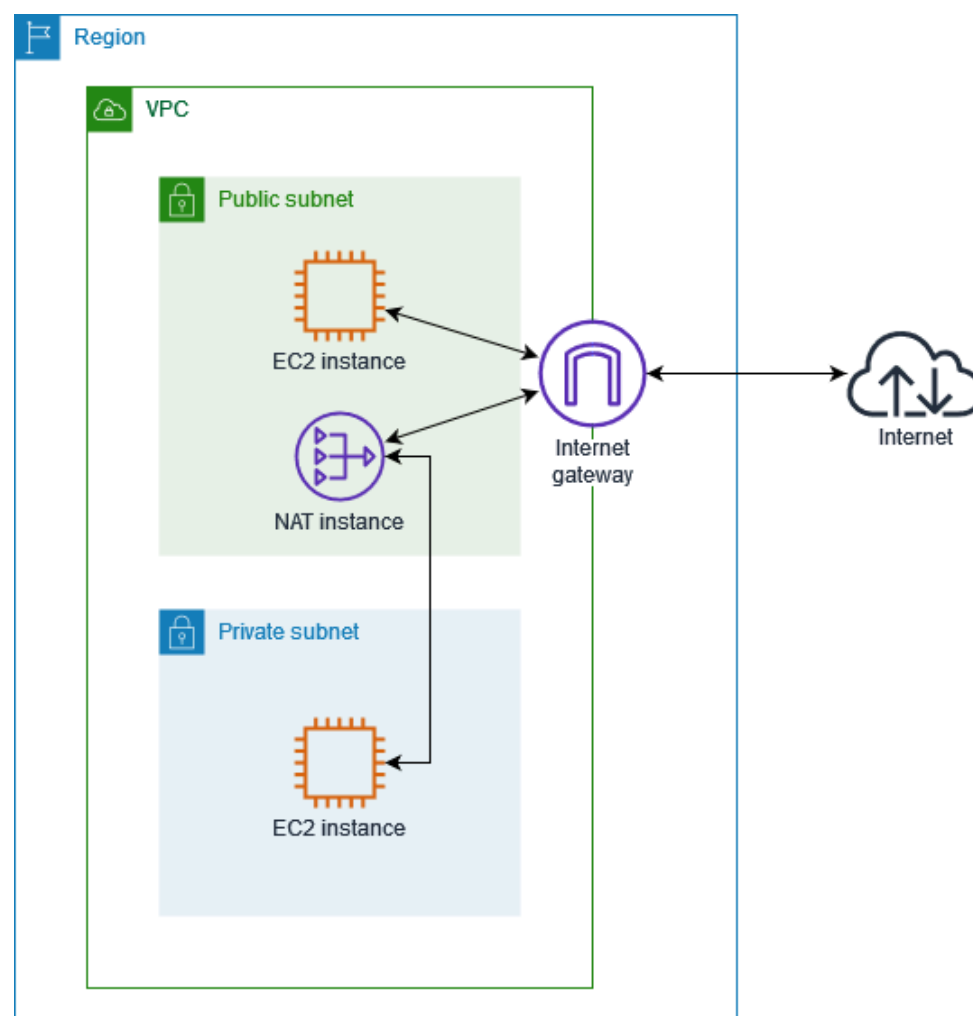 Region
VPC
Public subnet
EC2 instance
NAT instance
Internet
gateway
Internet
Private subnet
EC2 instance